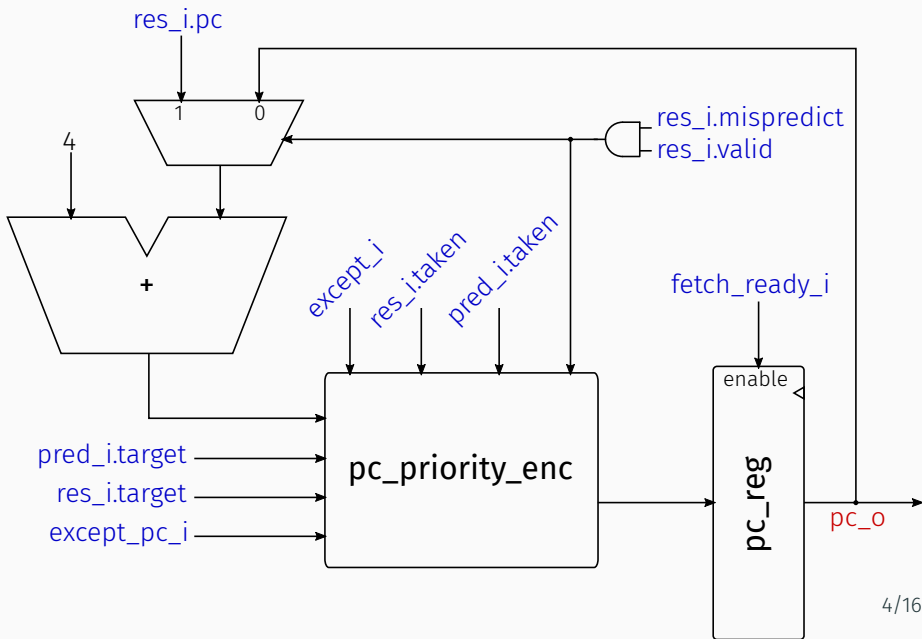 res_i.pc
1
0
res_i.mispredict
res_i.valid
4
+
except_i
res_i.taken
pred_i.taken
fetch_ready_i
enable
pred_i.target
res_i.target
except_pc_i
pc_priority_enc
pc_reg
pc_o
4/16